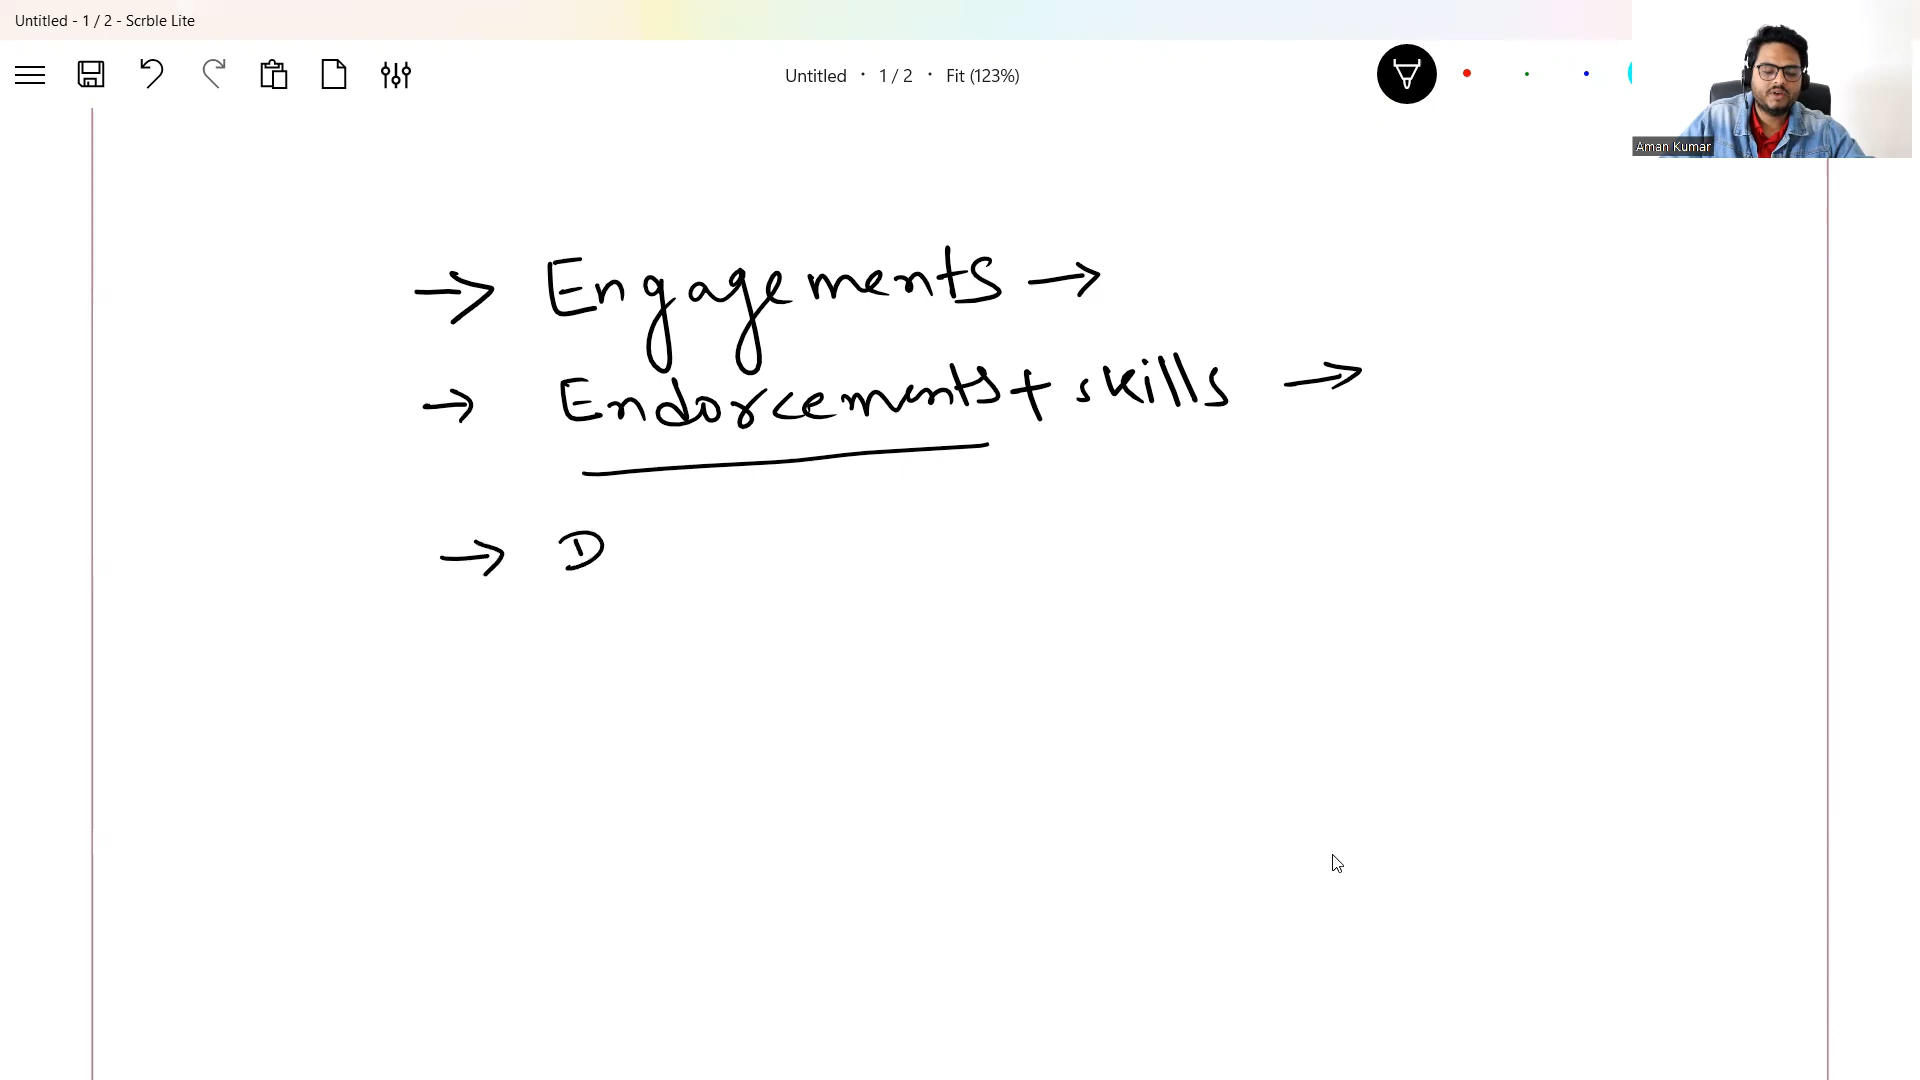 Untitled - 1 / 2 - Scrble Lite
Untitled • 1 / 2 • Fit (123%)
Aman Kumar
→ Engagements →
→ Endorcements + skills →
→ D